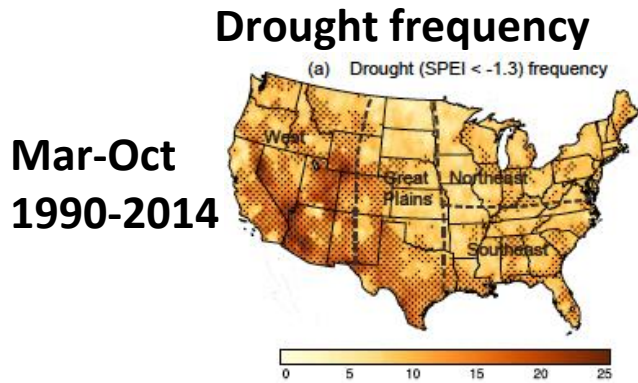 Drought frequency
(a) Drought (SPEI < -1.3) frequency
Mar-Oct
1990-2014
West
Great
Plains
Northeast
Southeast
0 5 10 15 20 25